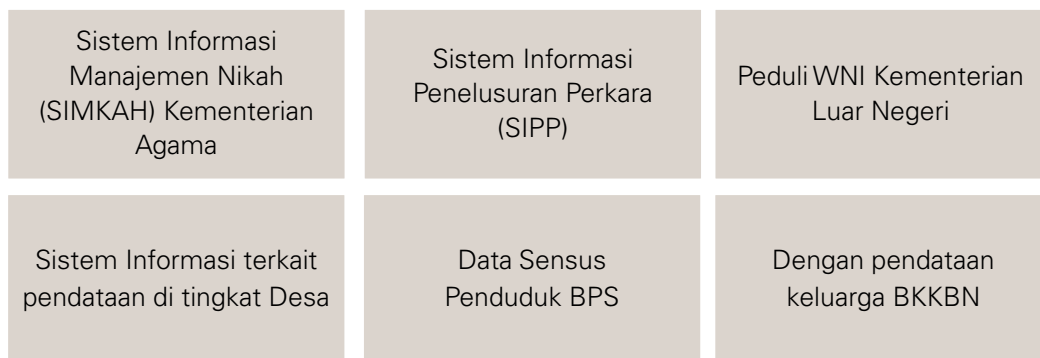 Sistem Informasi
Manajemen Nikah
(SIMKAH) Kementerian
Agama
Sistem Informasi
Penelusuran Perkara
(SIPP)
Peduli WNI Kementerian
Luar Negeri
Sistem Informasi terkait
pendataan di tingkat Desa
Data Sensus
Penduduk BPS
Dengan pendataan
keluarga BKKBN